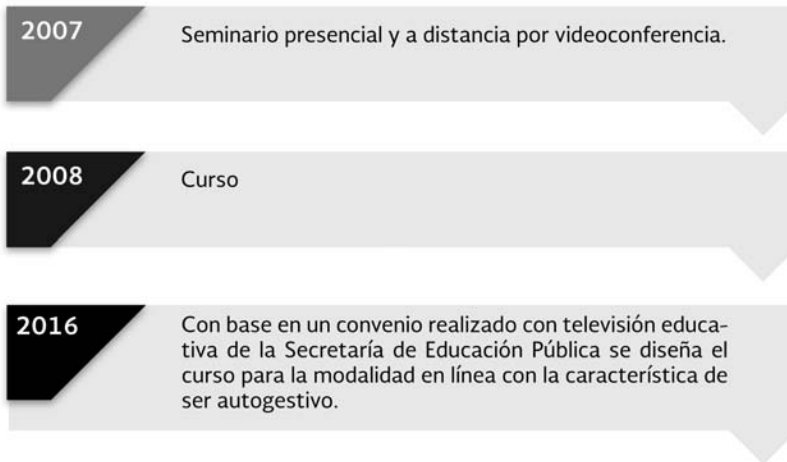 2007
Seminario presencial y a distancia por videoconferencia.
2008
Curso
2016
Con base en un convenio realizado con televisión educa-
tiva de la Secretaría de Educación Pública se diseña el
curso para la modalidad en línea con la característica de
ser autogestivo.